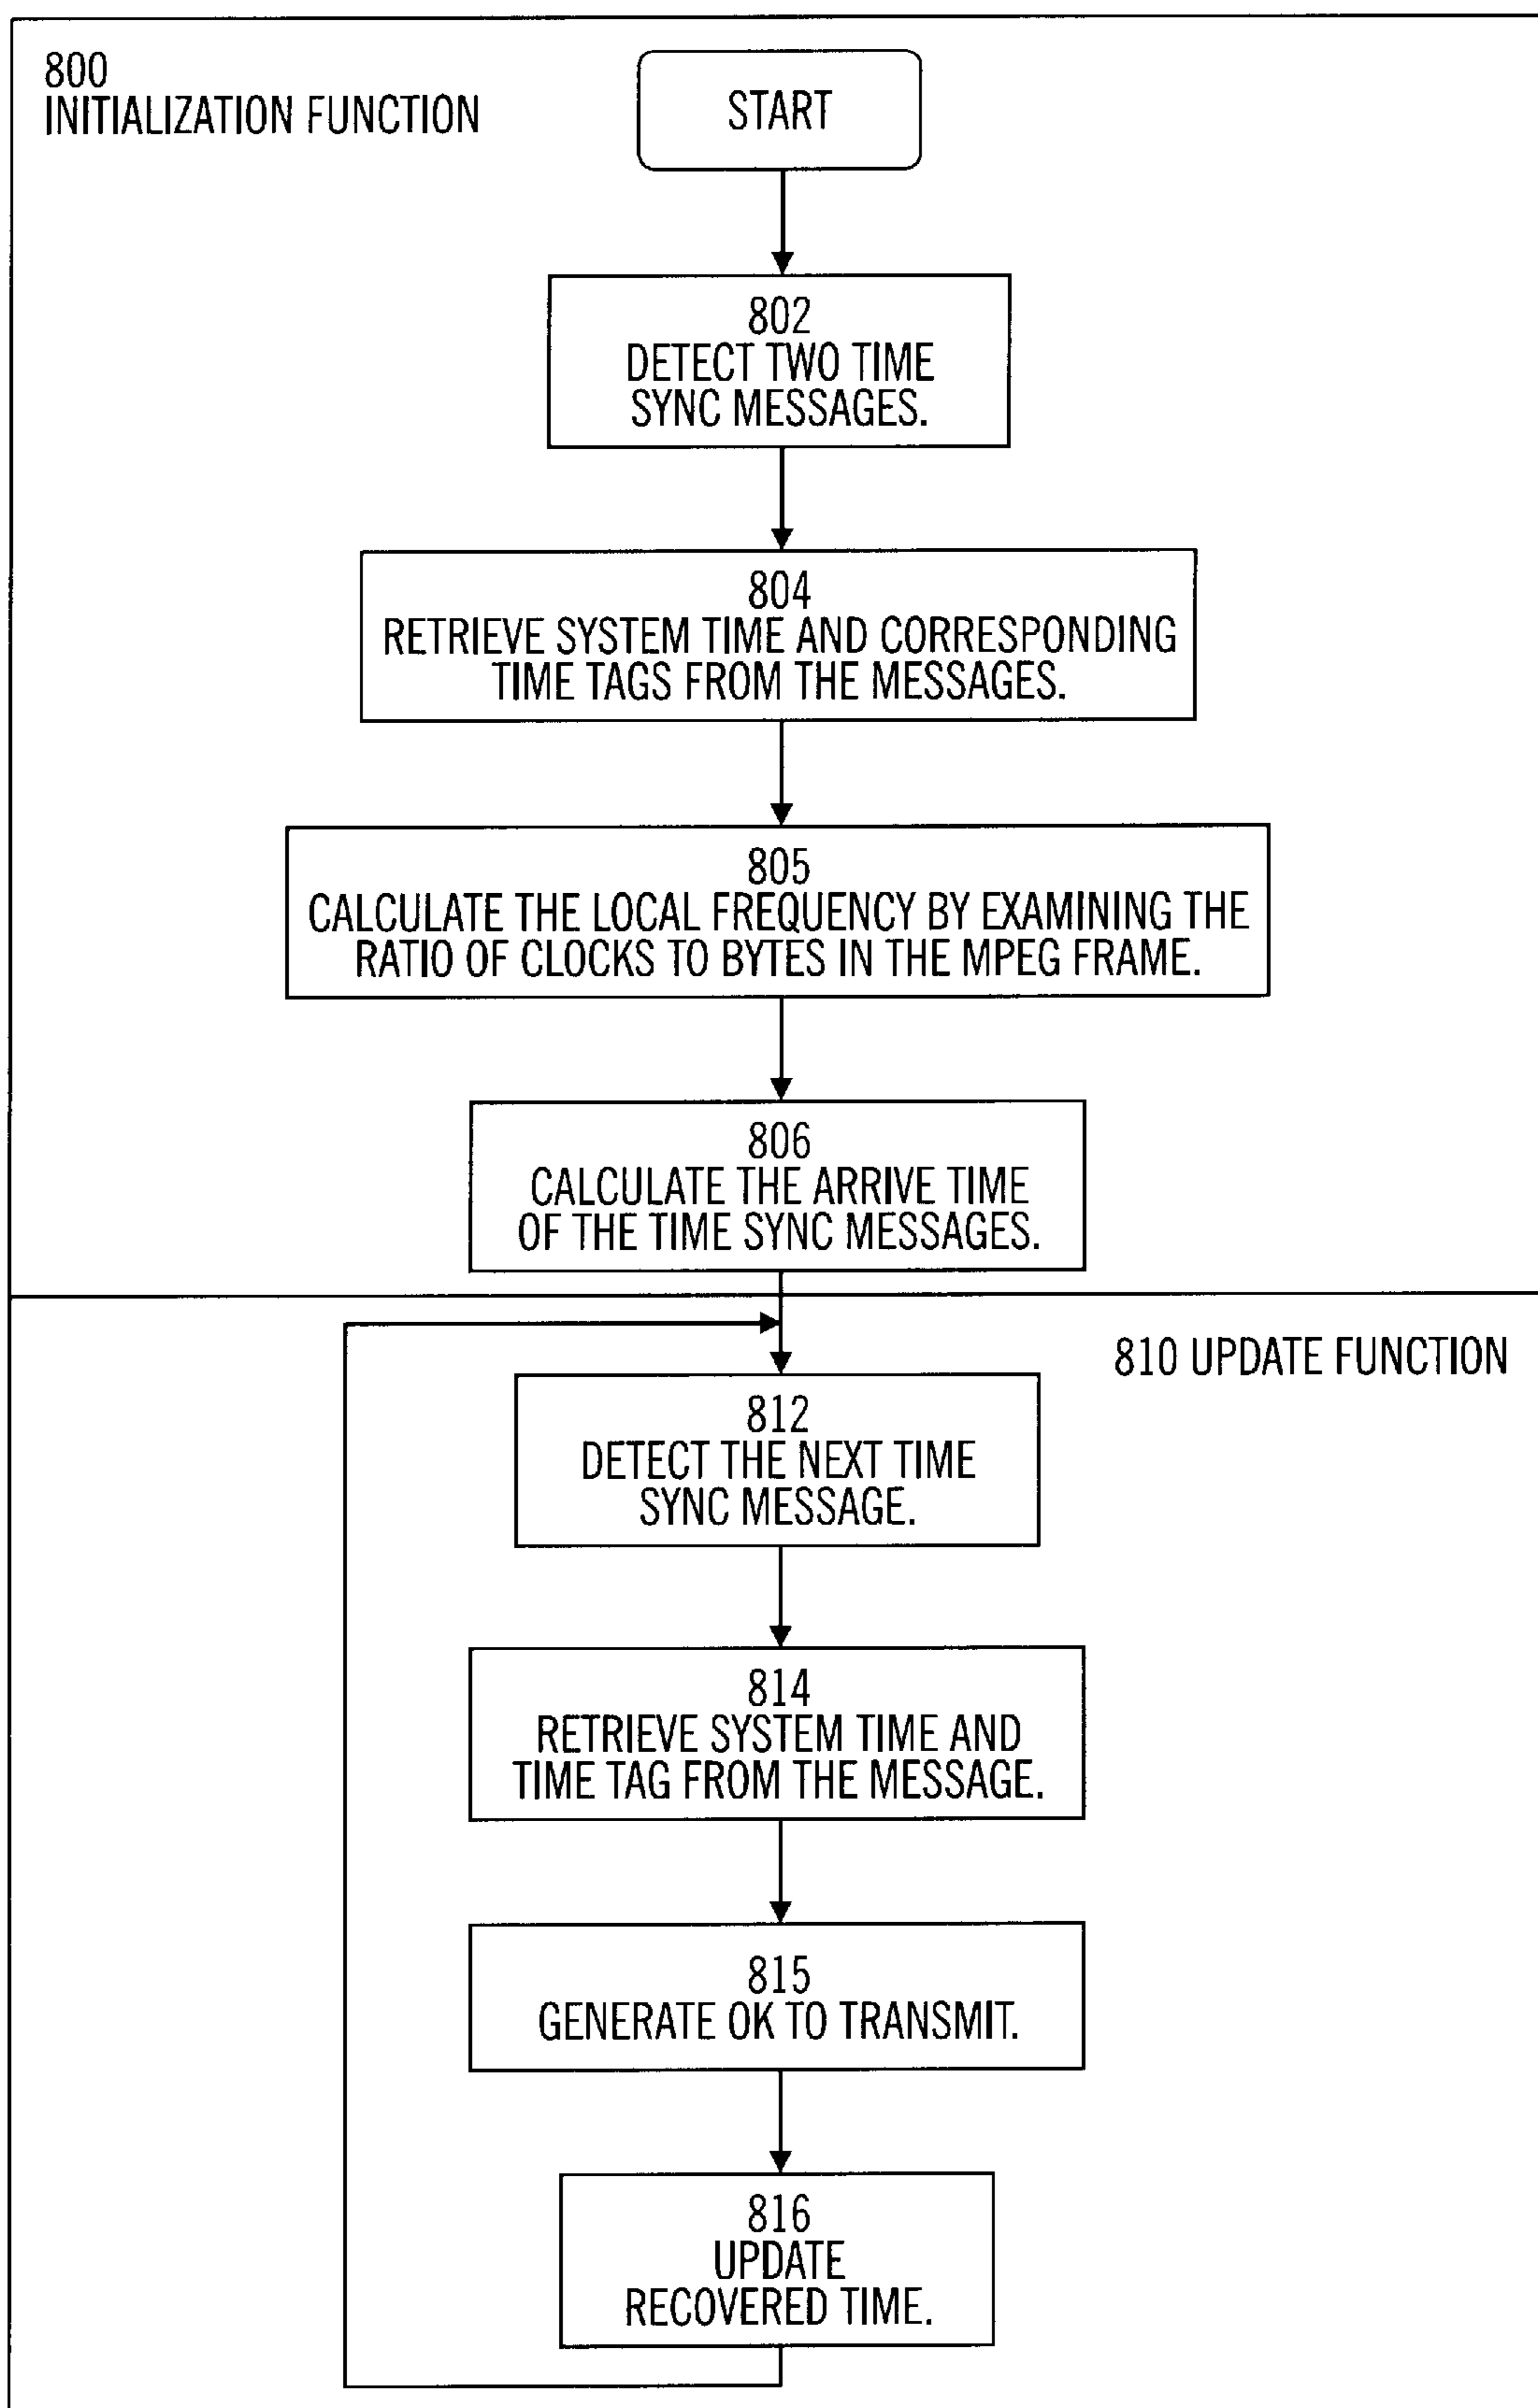 800
INITIALIZATION FUNCTION
START
802
DETECT TWO TIME
SYNC MESSAGES.
804
RETRIEVE SYSTEM TIME AND CORRESPONDING
TIME TAGS FROM THE MESSAGES.
805
CALCULATE THE LOCAL FREQUENCY BY EXAMINING THE
RATIO OF CLOCKS TO BYTES IN THE MPEG FRAME.
806
CALCULATE THE ARRIVE TIME
OF THE TIME SYNC MESSAGES.
810 UPDATE FUNCTION
812
DETECT THE NEXT TIME
SYNC MESSAGE.
814
RETRIEVE SYSTEM TIME AND
TIME TAG FROM THE MESSAGE.
815
GENERATE OK TO TRANSMIT.
816
UPDATE
RECOVERED TIME.